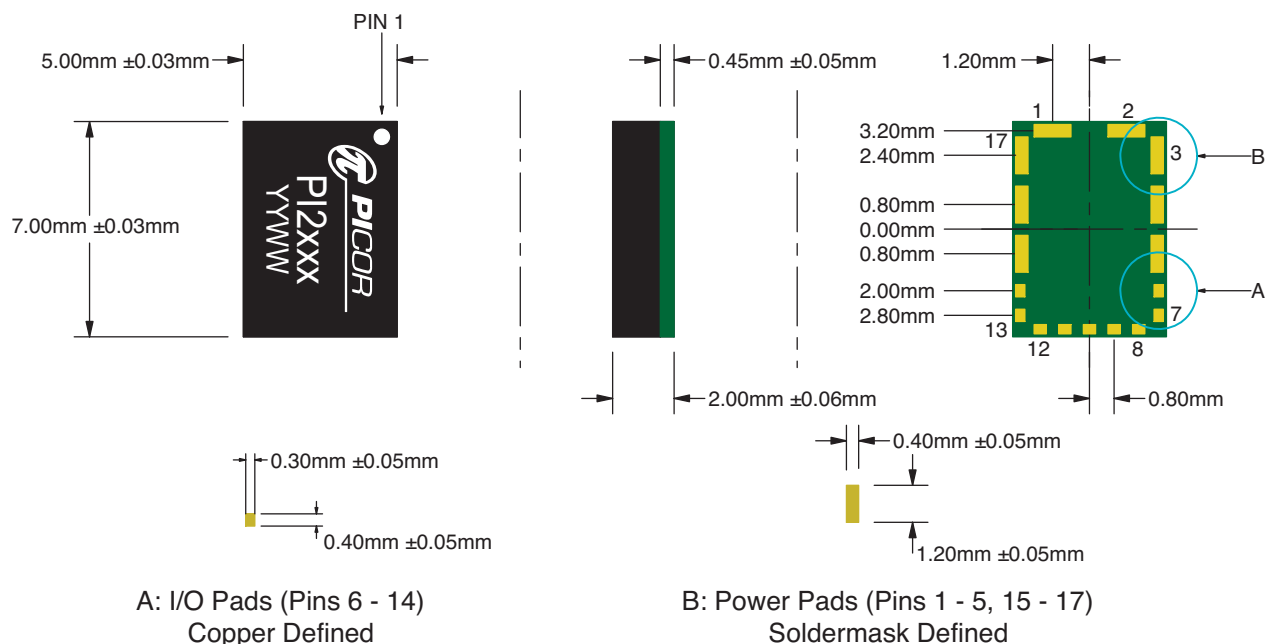 PIN 1
5.00mm ±0.03mm
0.45mm ±0.05mm
1.20mm
7.00mm ±0.03mm
PICOR
PI2xxx
YYWW
1
2
3.20mm
17
3
B
2.40mm
0.80mm
0.00mm
0.80mm
2.00mm
A
2.80mm
7
13
12
8
2.00mm ±0.06mm
0.80mm
0.30mm ±0.05mm
0.40mm ±0.05mm
0.40mm ±0.05mm
1.20mm ±0.05mm
A: I/O Pads (Pins 6 - 14)
Copper Defined
B: Power Pads (Pins 1 - 5, 15 - 17)
Soldermask Defined